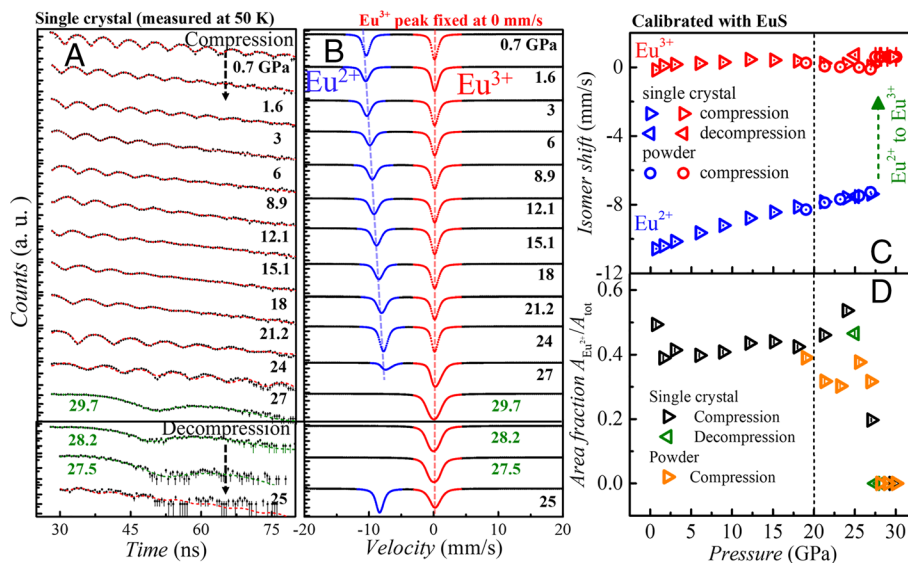 Single crystal (measured at 50 K)
A
Compression
0.7 GPa
1.6
3
6
8.9
12.1
15.1
18
21.2
24
27
29.7
Decompression
28.2
27.5
25
30
45
60
75
Time (ns)
Counts (a. u.)
Eu³⁺ peak fixed at 0 mm/s
B
0.7 GPa
Eu²⁺
Eu³⁺
1.6
3
6
8.9
12.1
15.1
18
21.2
24
27
29.7
28.2
27.5
25
-20
-10
0
10
20
Velocity (mm/s)
Calibrated with EuS
Eu³⁺
0
single crystal
compression
decompression
powder
compression
Eu²⁺ to Eu³⁺
-4
-8
Eu²⁺
-12
C
Isomer shift (mm/s)
D
0.4
0.2
0.0
Single crystal
Compression
Decompression
Powder
Compression
Area fraction A_Eu²⁺/A_tot
0
5
10
15
20
25
30
Pressure (GPa)